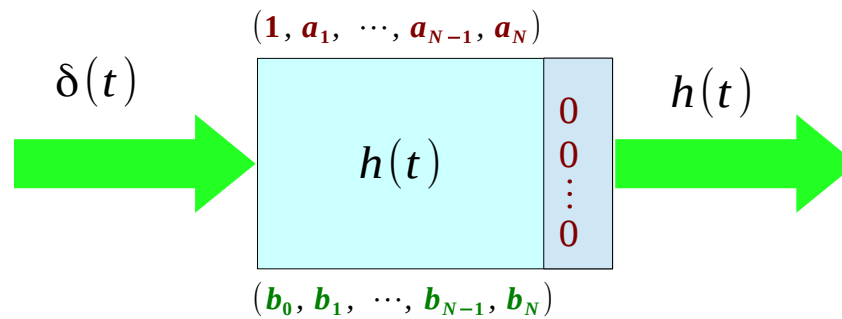 (1, a₁, ⋯, a_{N−1}, a_N)
δ(t)
h(t)
h(t)
0
0
⋮
0
(b₀, b₁, ⋯, b_{N−1}, b_N)